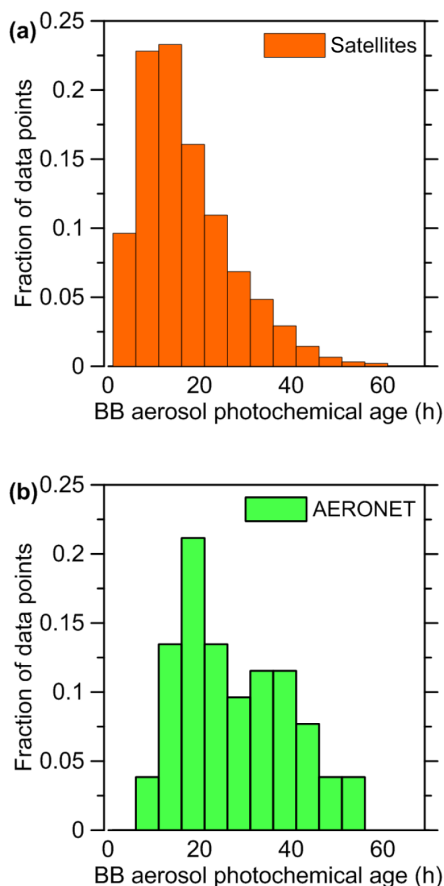 (a)
0.25
Satellites
0.2
0.15
0.1
0.05
0
Fraction of data points
0 20 40 60
BB aerosol photochemical age (h)
(b)
0.25
AERONET
0.2
0.15
0.1
0.05
0
Fraction of data points
0 20 40 60
BB aerosol photochemical age (h)